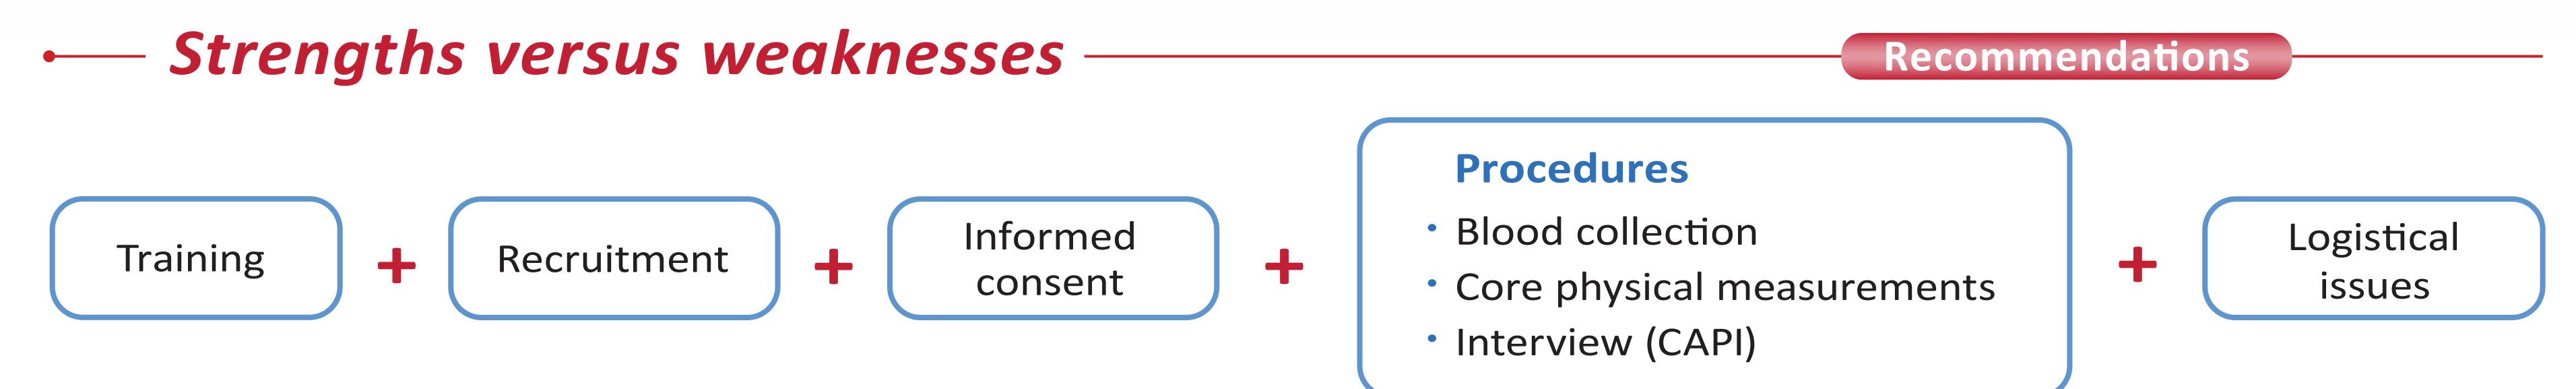 Strengths versus weaknesses
Recommendations
Training
+
Recruitment
+
Informed
consent
+
Procedures
· Blood collection
· Core physical measurements
· Interview (CAPI)
+
Logistical
issues